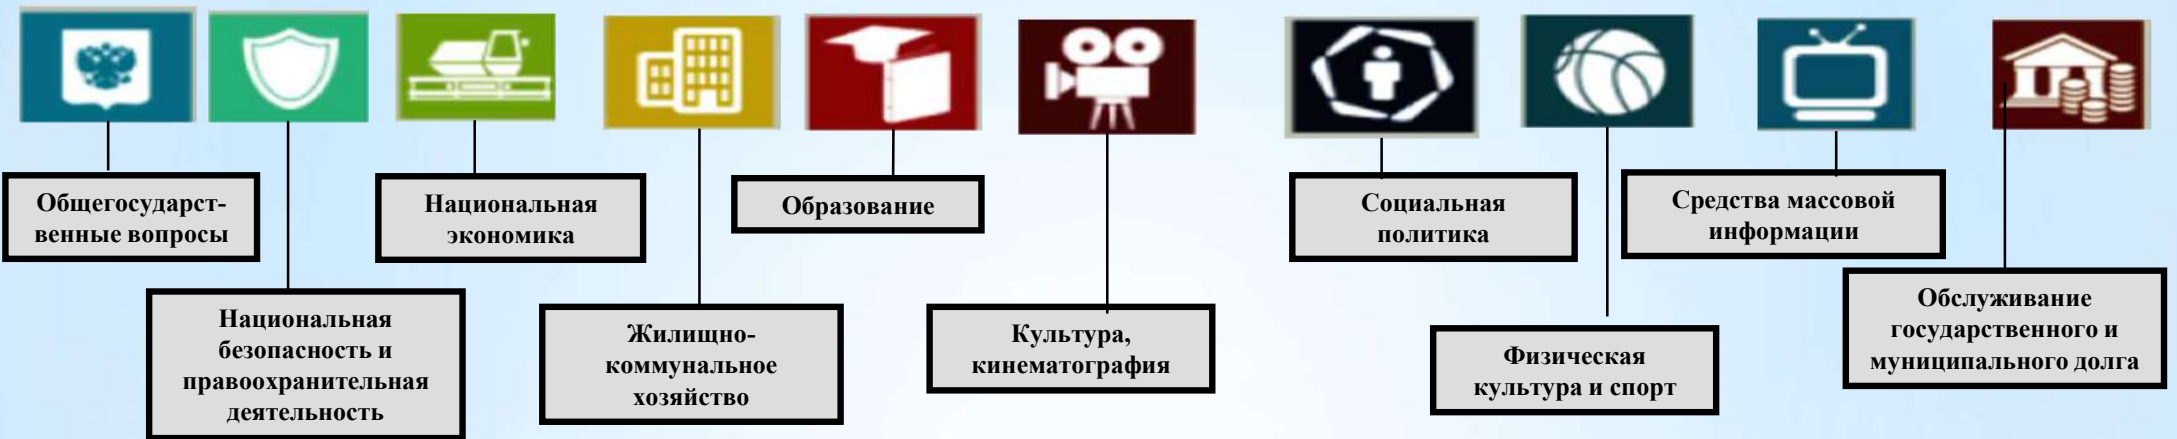 Общегосударст-
венные вопросы
Национальная
безопасность и
правоохранительная
деятельность
Национальная
экономика
Жилищно-
коммунальное
хозяйство
Образование
Культура,
кинематография
Социальная
политика
Физическая
культура и спорт
Средства массовой
информации
Обслуживание
государственного и
муниципального долга